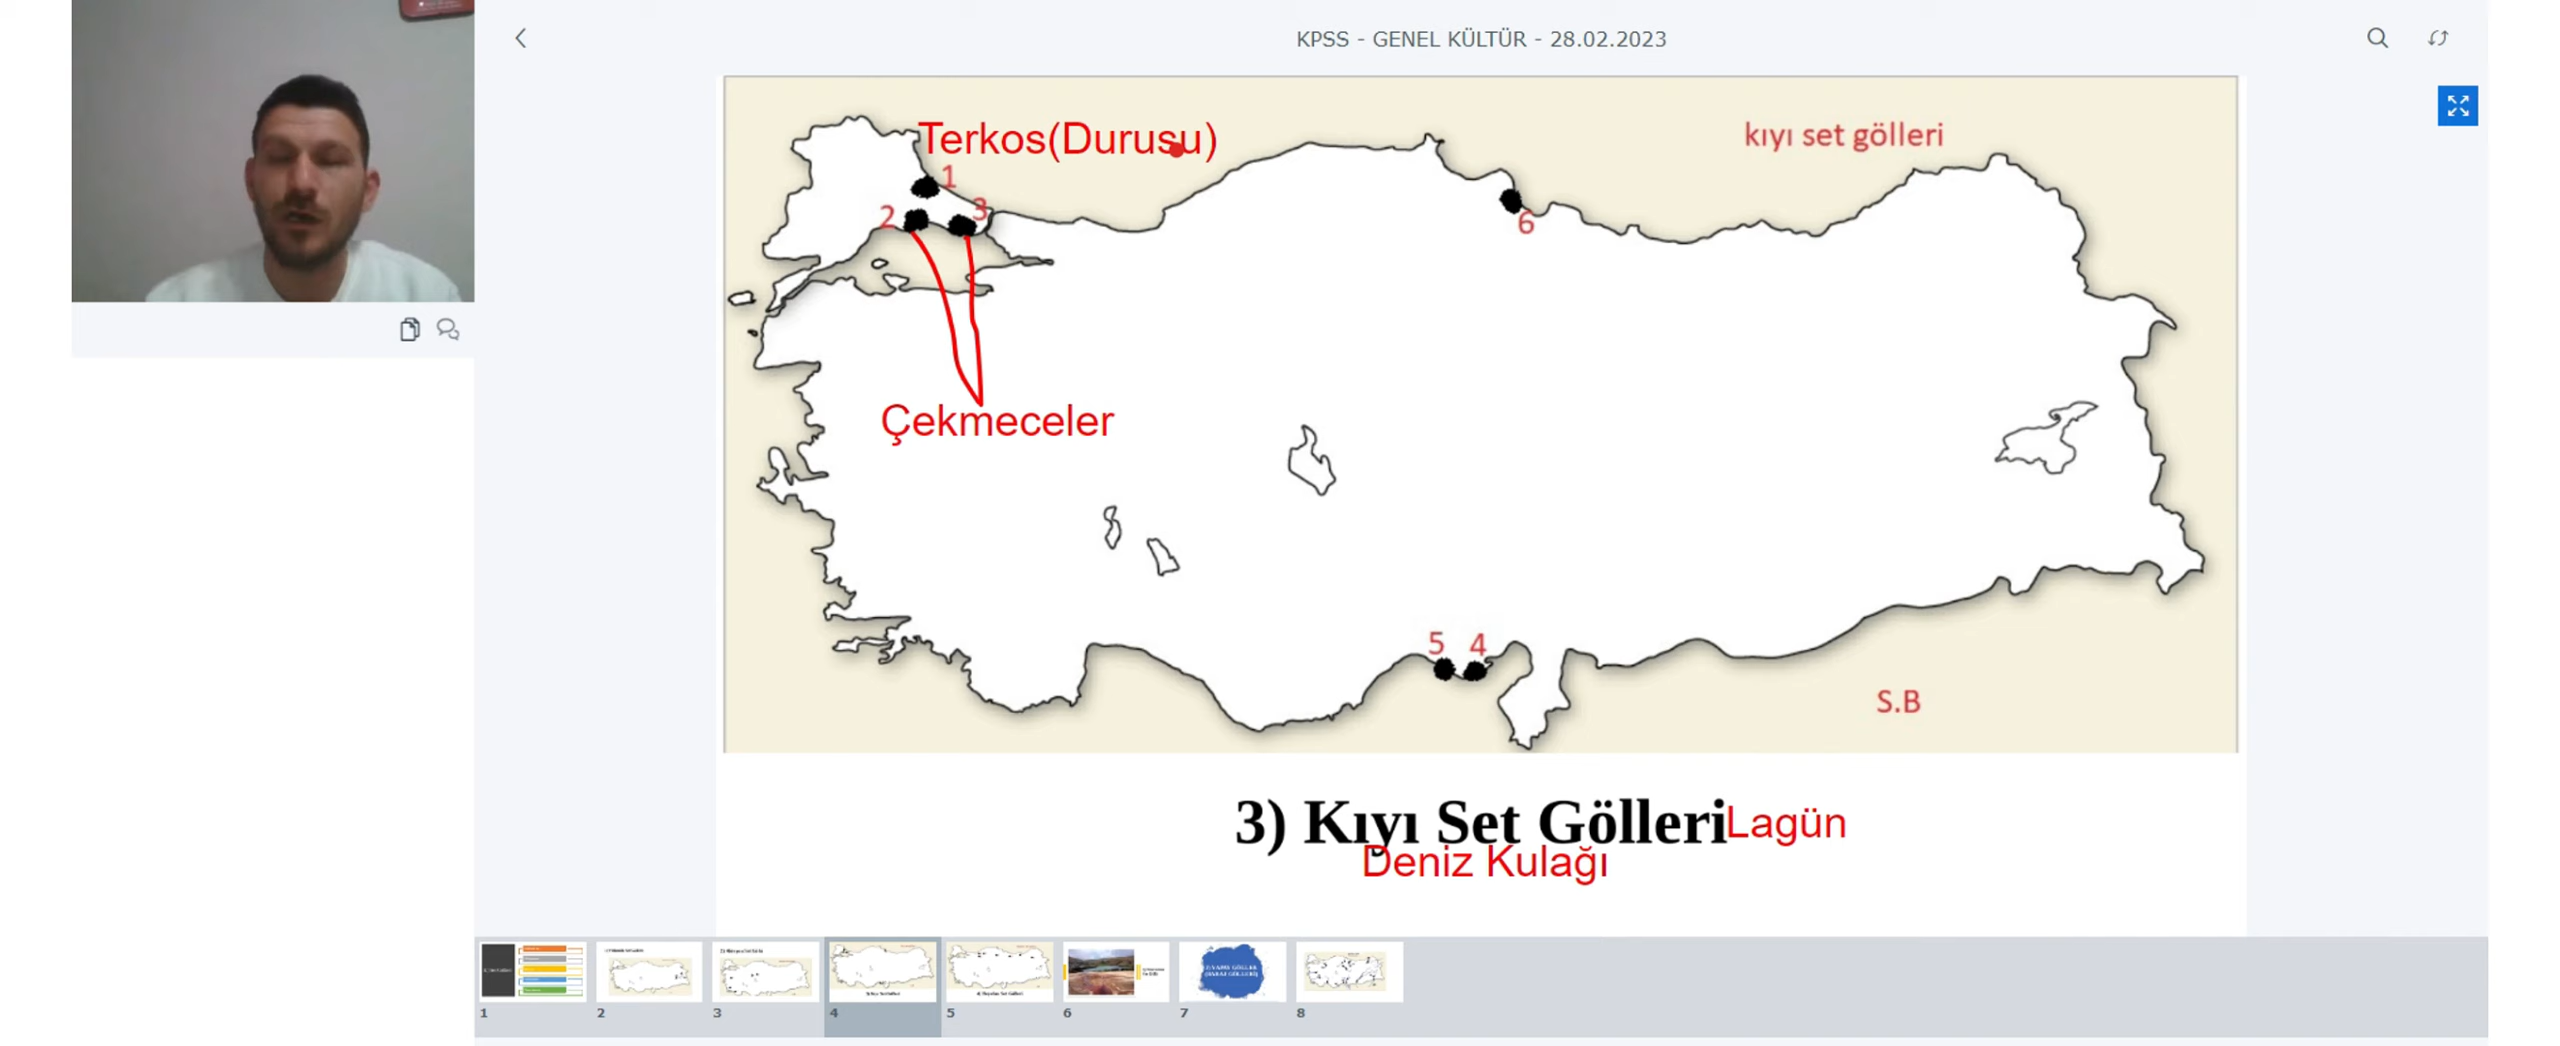 KPSS - GENEL KÜLTÜR - 28.02.2023
Terkos(Durusu)
kıyı set gölleri
1
2
3
6
Çekmeceler
5
4
S.B
3) Kıyı Set Gölleri
Lagün
Deniz Kulağı
1
2
3
4
5
6
7
8